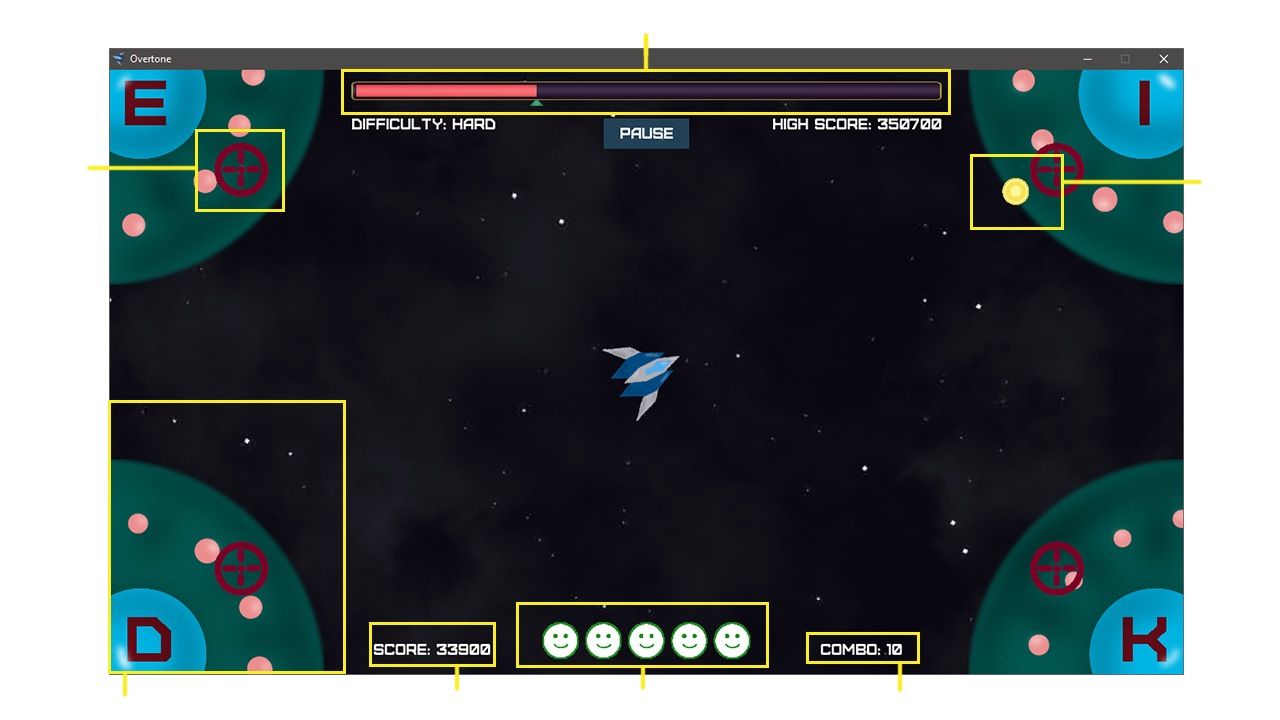 Overtone
E
I
DIFFICULTY: HARD
PAUSE
HIGH SCORE: 350700
D
SCORE: 33900
COMBO: 10
K